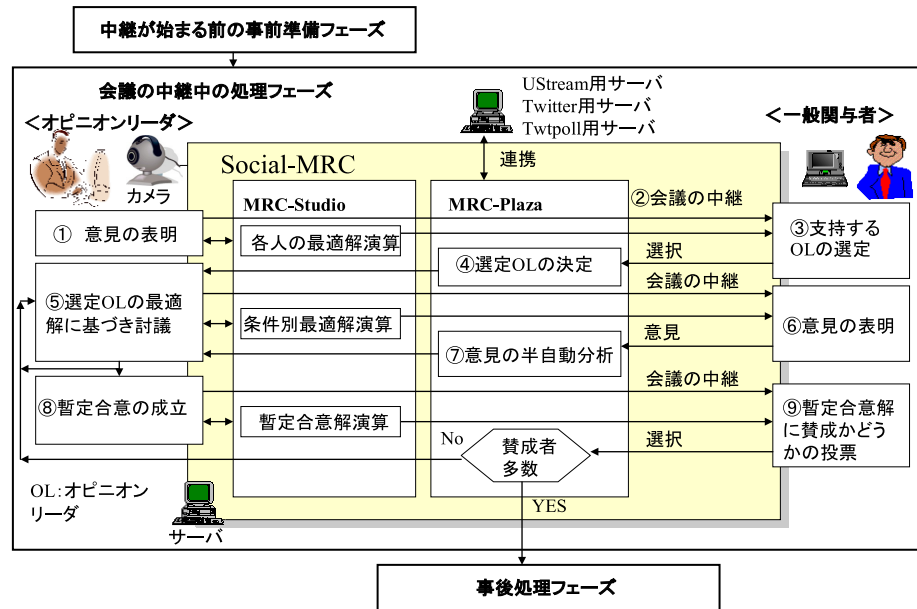 中継が始まる前の事前準備フェーズ
会議の中継中の処理フェーズ
UStream用サーバ
Twitter用サーバ
Twtpoll用サーバ
＜オピニオンリーダ＞
＜一般関与者＞
カメラ
連携
Social-MRC
MRC-Studio
MRC-Plaza
②会議の中継
① 意見の表明
各人の最適解演算
③支持する
OLの選定
選択
④選定OLの決定
会議の中継
⑤選定OLの最適
解に基づき討議
条件別最適解演算
⑥意見の表明
意見
⑦意見の半自動分析
会議の中継
⑧暫定合意の成立
暫定合意解演算
⑨暫定合意解
に賛成かどう
かの投票
No
賛成者
多数
選択
OL：オピニオン
リーダ
サーバ
YES
事後処理フェーズ